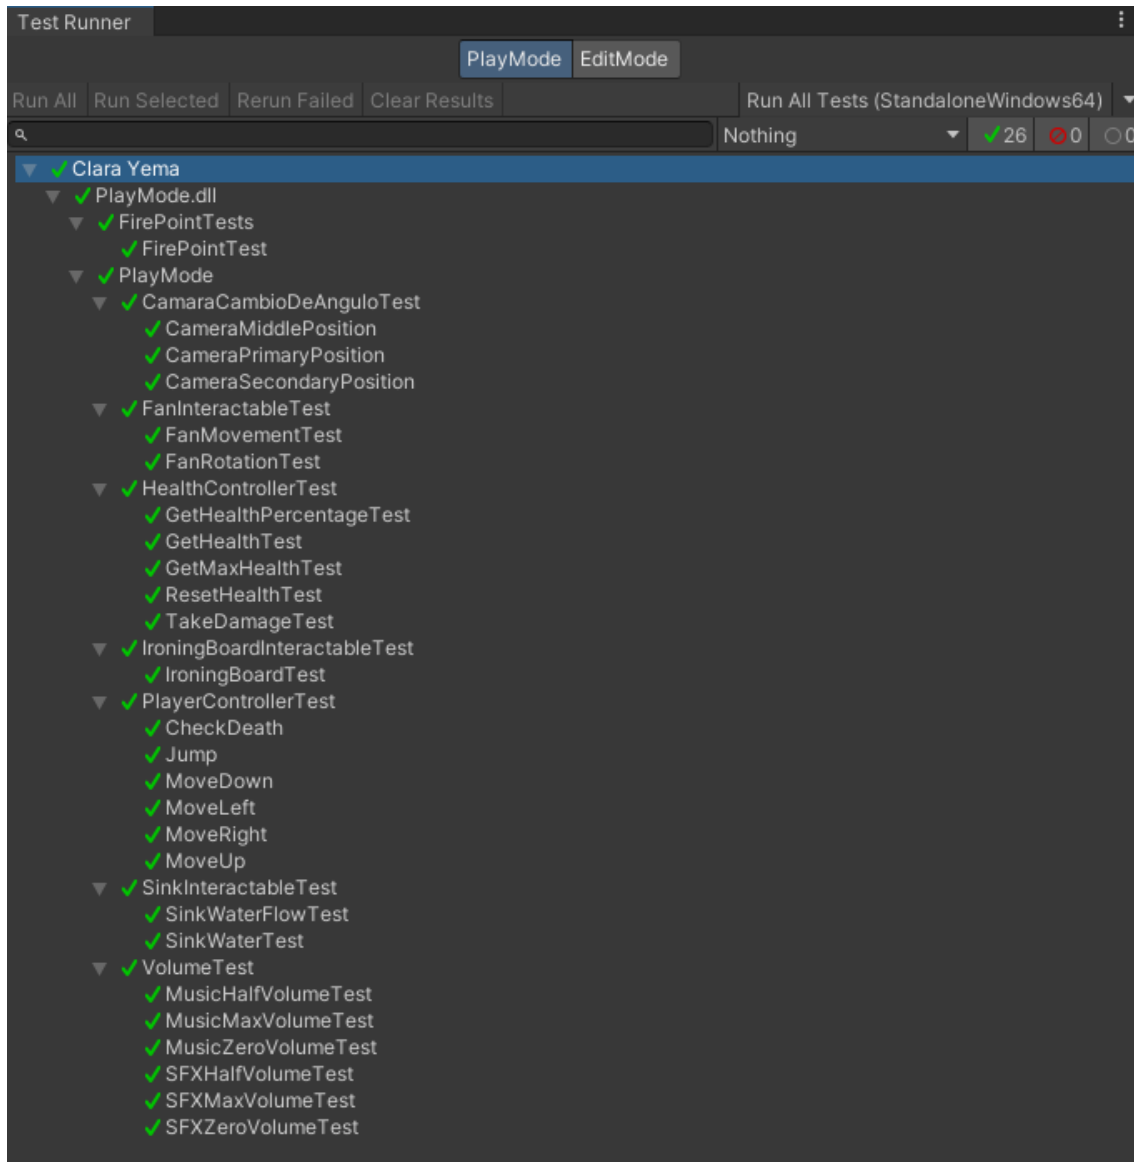 Test Runner
PlayMode EditMode
Run All Run Selected Rerun Failed Clear Results Run All Tests (StandaloneWindows64)
Nothing 26 0 0
Clara Yema
PlayMode.dll
FirePointTests
FirePointTest
PlayMode
CamaraCambioDeAnguloTest
CameraMiddlePosition
CameraPrimaryPosition
CameraSecondaryPosition
FanInteractableTest
FanMovementTest
FanRotationTest
HealthControllerTest
GetHealthPercentageTest
GetHealthTest
GetMaxHealthTest
ResetHealthTest
TakeDamageTest
IroningBoardInteractableTest
IroningBoardTest
PlayerControllerTest
CheckDeath
Jump
MoveDown
MoveLeft
MoveRight
MoveUp
SinkInteractableTest
SinkWaterFlowTest
SinkWaterTest
VolumeTest
MusicHalfVolumeTest
MusicMaxVolumeTest
MusicZeroVolumeTest
SFXHalfVolumeTest
SFXMaxVolumeTest
SFXZeroVolumeTest